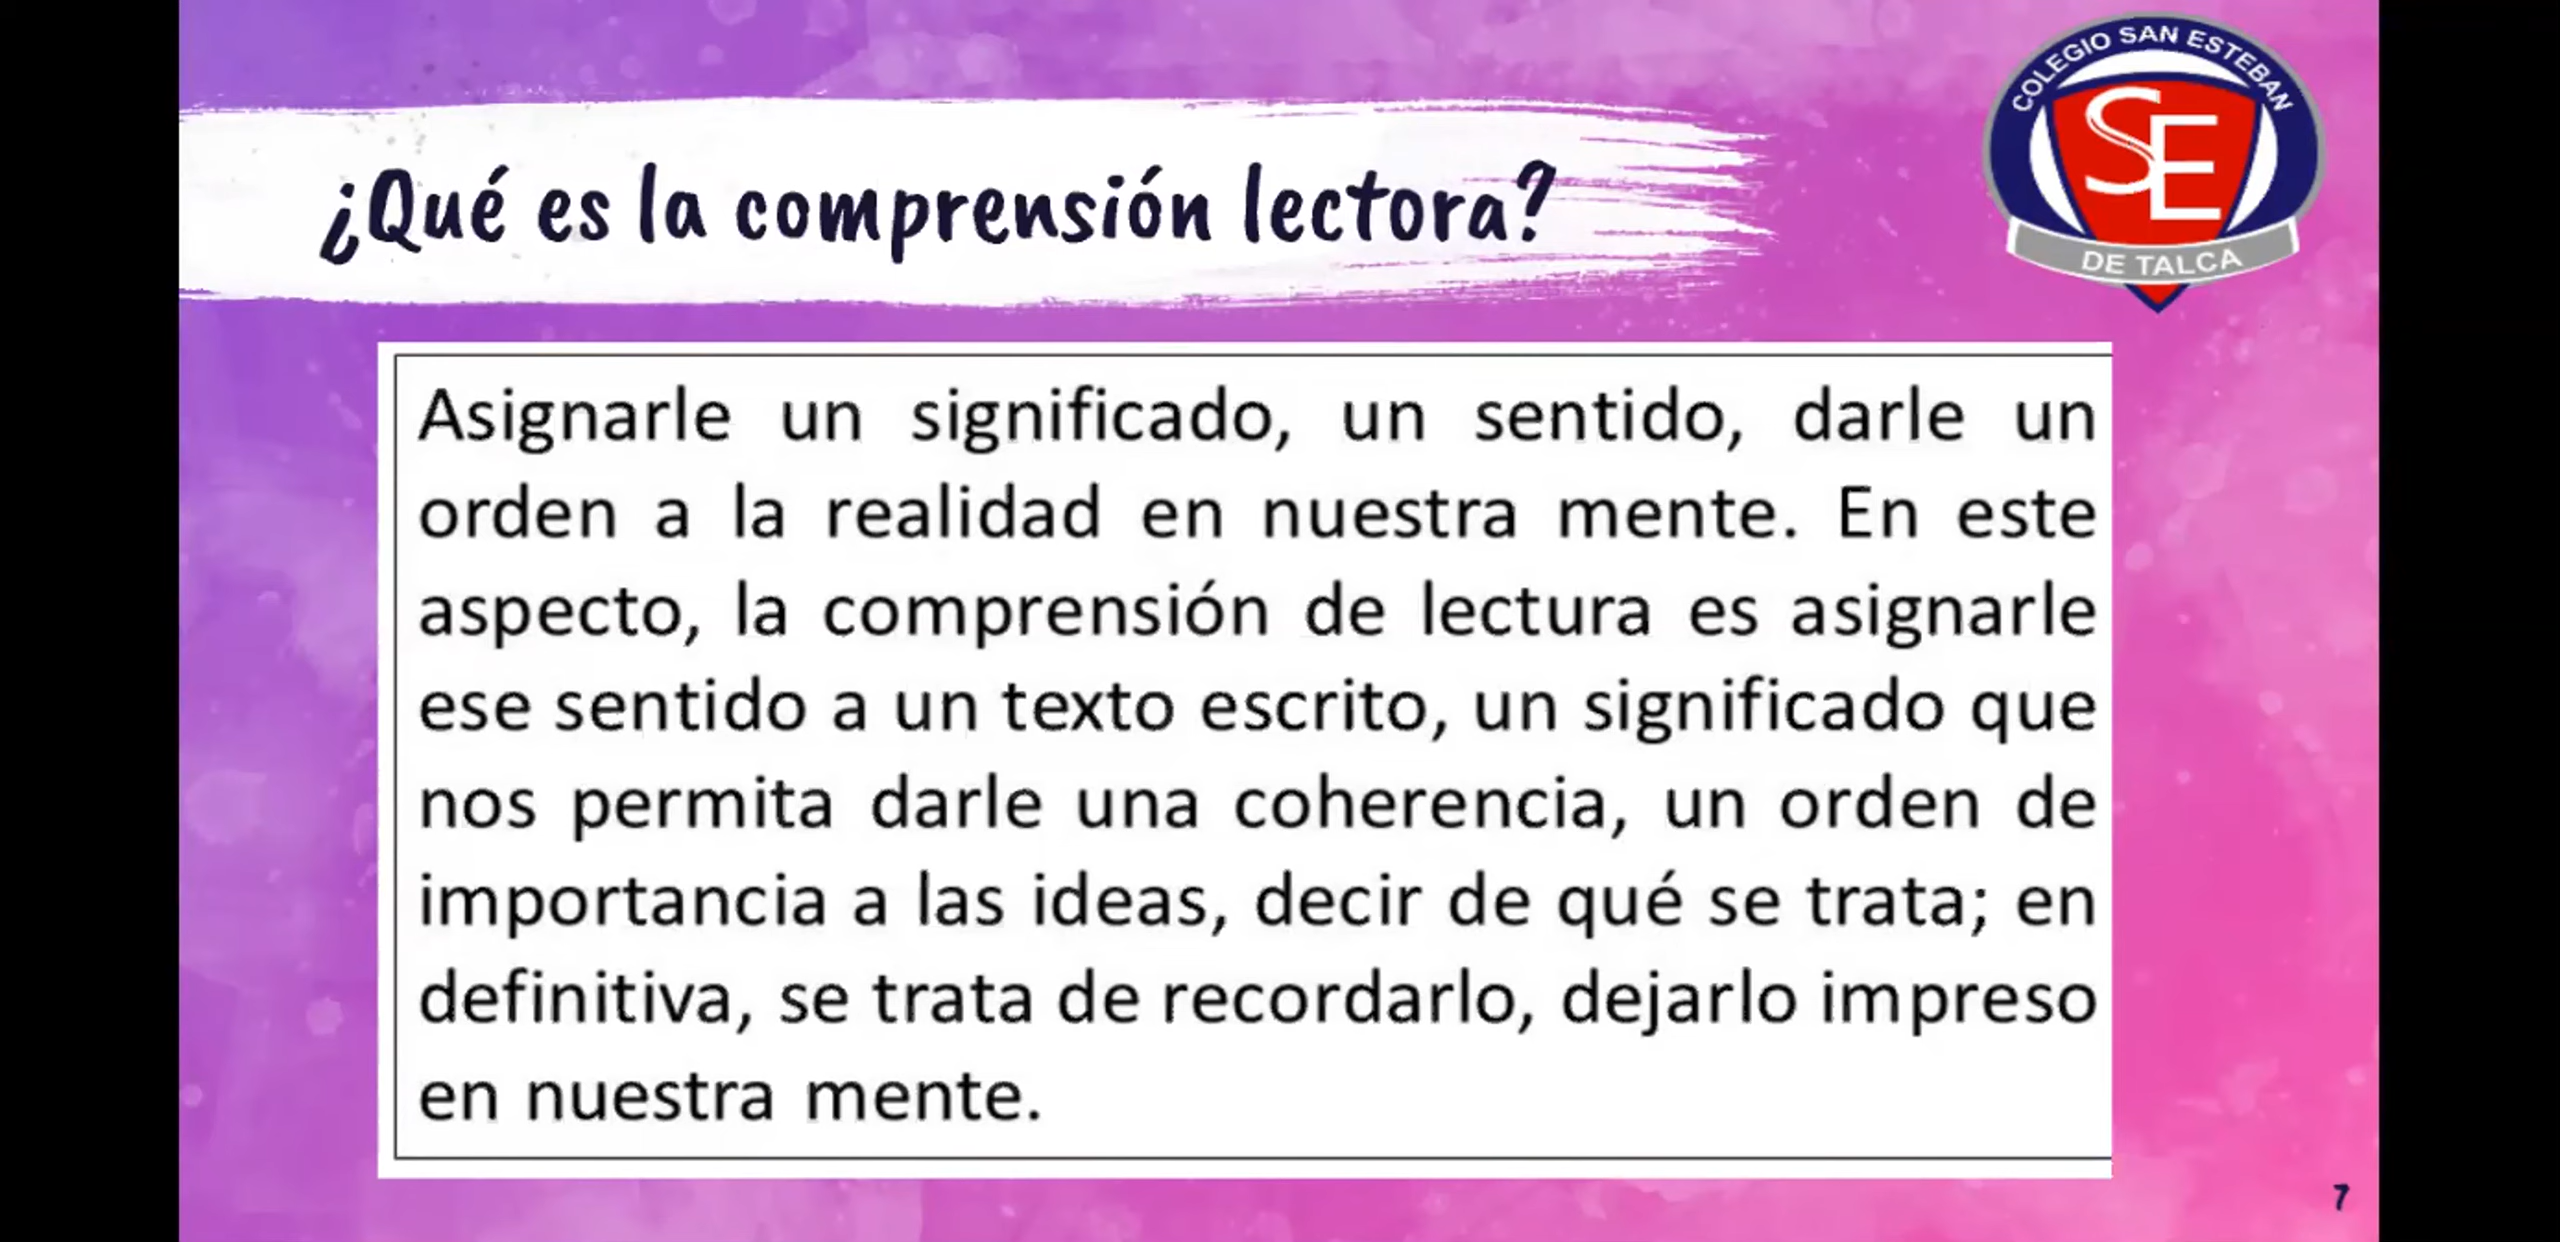 COLEGIO SAN ESTEBAN
SE
DE TALCA
¿Qué es la comprensión lectora?
Asignarle un significado, un sentido, darle un
orden a la realidad en nuestra mente. En este
aspecto, la comprensión de lectura es asignarle
ese sentido a un texto escrito, un significado que
nos permita darle una coherencia, un orden de
importancia a las ideas, decir de qué se trata; en
definitiva, se trata de recordarlo, dejarlo impreso
en nuestra mente.
7